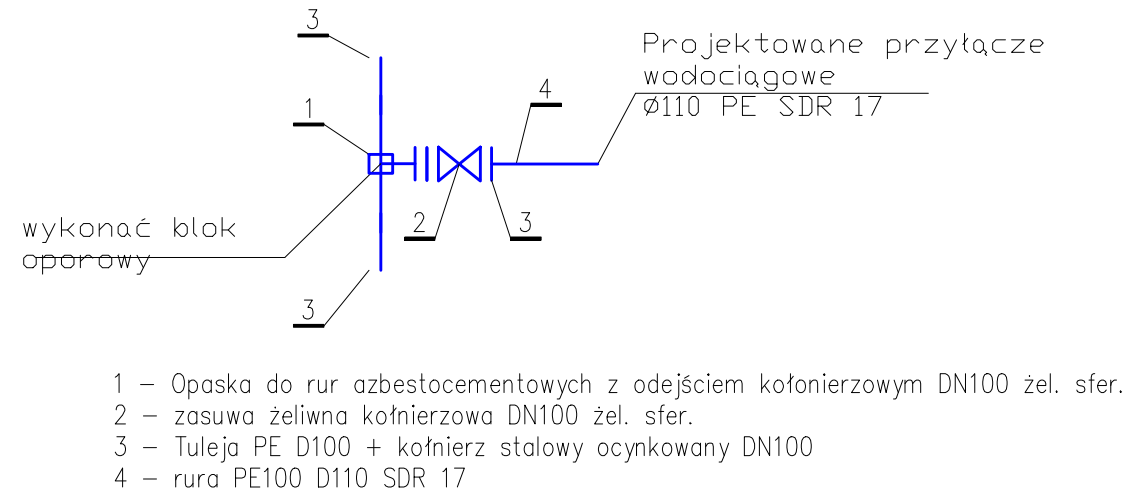 3
Projektowane przyłącze
wodociągowe
Ø110 PE SDR 17
4
1
2
3
wykonać blok
oporowy
3
1 – Opaska do rur azbestocementowych z odejściem kołonierzowym DN100 żel. sfer.
2 – zasuwa żeliwna kołnierzowa DN100 żel. sfer.
3 – Tuleja PE D100 + kołnierz stalowy ocynkowany DN100
4 – rura PE100 D110 SDR 17